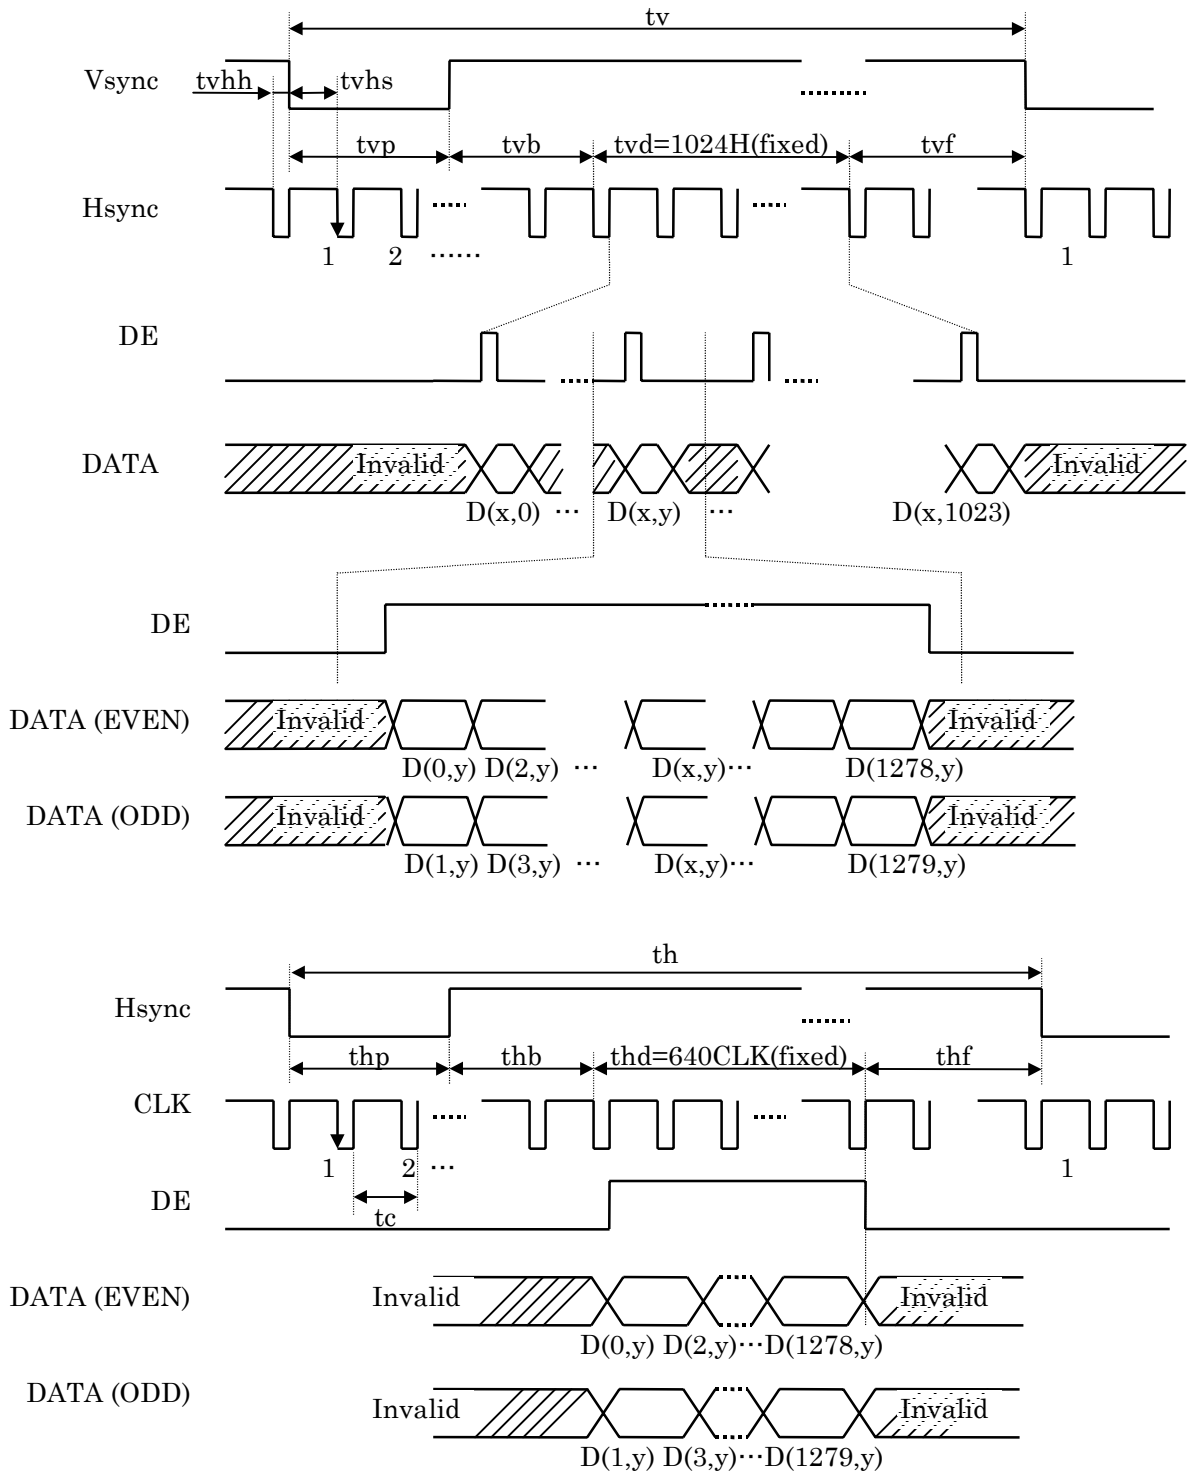 tv
Vsync tvhh tvhs
tvp tvb tvd=1024H(fixed) tvf
Hsync
1 2 ⋯⋯ 1
DE
DATA Invalid Invalid
D(x,0) ⋯ D(x,y) ⋯ D(x,1023)
DE
DATA (EVEN) Invalid Invalid
D(0,y) D(2,y) ⋯ D(x,y)⋯ D(1278,y)
DATA (ODD) Invalid Invalid
D(1,y) D(3,y) ⋯ D(x,y)⋯ D(1279,y)
th
Hsync
thp thb thd=640CLK(fixed) thf
CLK
1 2 ⋯ 1
DE
tc
DATA (EVEN) Invalid Invalid
D(0,y) D(2,y)⋯D(1278,y)
DATA (ODD) Invalid Invalid
D(1,y) D(3,y)⋯D(1279,y)